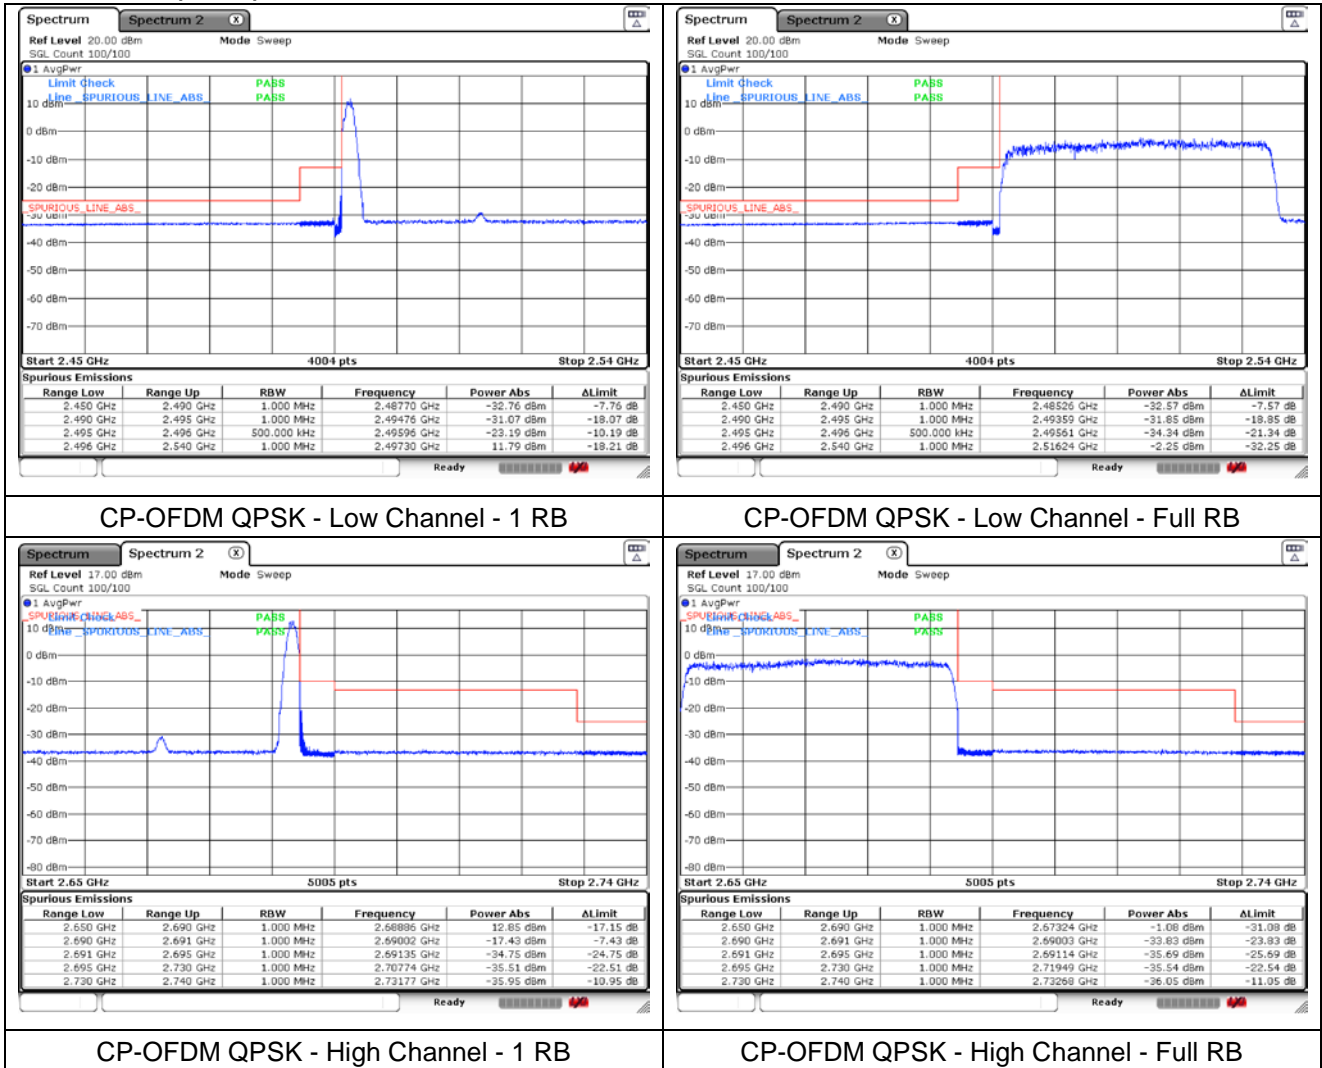 Spectrum Spectrum 2 X
Ref Level 20.00 dBm Mode Sweep
SGL Count 100/100
1 AvgPwr
Limit Check PASS
Line _SPURIOUS_LINE_ABS_ PASS
10 dBm
0 dBm
-10 dBm
-20 dBm
_SPURIOUS_LINE_ABS_
-30 dBm
-40 dBm
-50 dBm
-60 dBm
-70 dBm
Start 2.45 GHz 4004 pts Stop 2.54 GHz
Spurious Emissions
Range Low Range Up RBW Frequency Power Abs ΔLimit
2.450 GHz 2.490 GHz 1.000 MHz 2.48770 GHz -32.76 dBm -7.76 dB
2.490 GHz 2.495 GHz 1.000 MHz 2.49476 GHz -31.07 dBm -18.07 dB
2.495 GHz 2.496 GHz 500.000 kHz 2.49596 GHz -23.19 dBm -10.19 dB
2.496 GHz 2.540 GHz 1.000 MHz 2.49730 GHz 11.79 dBm -18.21 dB
Ready
CP-OFDM QPSK - Low Channel - 1 RB
Spectrum Spectrum 2 X
Ref Level 20.00 dBm Mode Sweep
SGL Count 100/100
1 AvgPwr
Limit Check PASS
Line _SPURIOUS_LINE_ABS_ PASS
10 dBm
0 dBm
-10 dBm
-20 dBm
_SPURIOUS_LINE_ABS_
-30 dBm
-40 dBm
-50 dBm
-60 dBm
-70 dBm
Start 2.45 GHz 4004 pts Stop 2.54 GHz
Spurious Emissions
Range Low Range Up RBW Frequency Power Abs ΔLimit
2.450 GHz 2.490 GHz 1.000 MHz 2.48526 GHz -32.57 dBm -7.57 dB
2.490 GHz 2.495 GHz 1.000 MHz 2.49359 GHz -31.85 dBm -18.85 dB
2.495 GHz 2.496 GHz 500.000 kHz 2.49561 GHz -34.34 dBm -21.34 dB
2.496 GHz 2.540 GHz 1.000 MHz 2.51624 GHz -2.25 dBm -32.25 dB
Ready
CP-OFDM QPSK - Low Channel - Full RB
Spectrum Spectrum 2 X
Ref Level 17.00 dBm Mode Sweep
SGL Count 100/100
1 AvgPwr
_SPURIOUS_LINE_ABS_
Limit Check PASS
Line _SPURIOUS_LINE_ABS_ PASS
10 dBm
0 dBm
-10 dBm
-20 dBm
-30 dBm
-40 dBm
-50 dBm
-60 dBm
-70 dBm
-80 dBm
Start 2.65 GHz 5005 pts Stop 2.74 GHz
Spurious Emissions
Range Low Range Up RBW Frequency Power Abs ΔLimit
2.650 GHz 2.690 GHz 1.000 MHz 2.68886 GHz 12.85 dBm -17.15 dB
2.690 GHz 2.691 GHz 1.000 MHz 2.69002 GHz -17.43 dBm -7.43 dB
2.691 GHz 2.695 GHz 1.000 MHz 2.69135 GHz -34.75 dBm -24.75 dB
2.695 GHz 2.730 GHz 1.000 MHz 2.70774 GHz -35.51 dBm -22.51 dB
2.730 GHz 2.740 GHz 1.000 MHz 2.73177 GHz -35.95 dBm -10.95 dB
Ready
CP-OFDM QPSK - High Channel - 1 RB
Spectrum Spectrum 2 X
Ref Level 17.00 dBm Mode Sweep
SGL Count 100/100
1 AvgPwr
_SPURIOUS_LINE_ABS_
Limit Check PASS
Line _SPURIOUS_LINE_ABS_ PASS
10 dBm
0 dBm
-10 dBm
-20 dBm
-30 dBm
-40 dBm
-50 dBm
-60 dBm
-70 dBm
-80 dBm
Start 2.65 GHz 5005 pts Stop 2.74 GHz
Spurious Emissions
Range Low Range Up RBW Frequency Power Abs ΔLimit
2.650 GHz 2.690 GHz 1.000 MHz 2.67324 GHz -1.08 dBm -31.08 dB
2.690 GHz 2.691 GHz 1.000 MHz 2.69003 GHz -33.83 dBm -23.83 dB
2.691 GHz 2.695 GHz 1.000 MHz 2.69114 GHz -35.69 dBm -25.69 dB
2.695 GHz 2.730 GHz 1.000 MHz 2.71949 GHz -35.54 dBm -22.54 dB
2.730 GHz 2.740 GHz 1.000 MHz 2.73268 GHz -36.05 dBm -11.05 dB
Ready
CP-OFDM QPSK - High Channel - Full RB